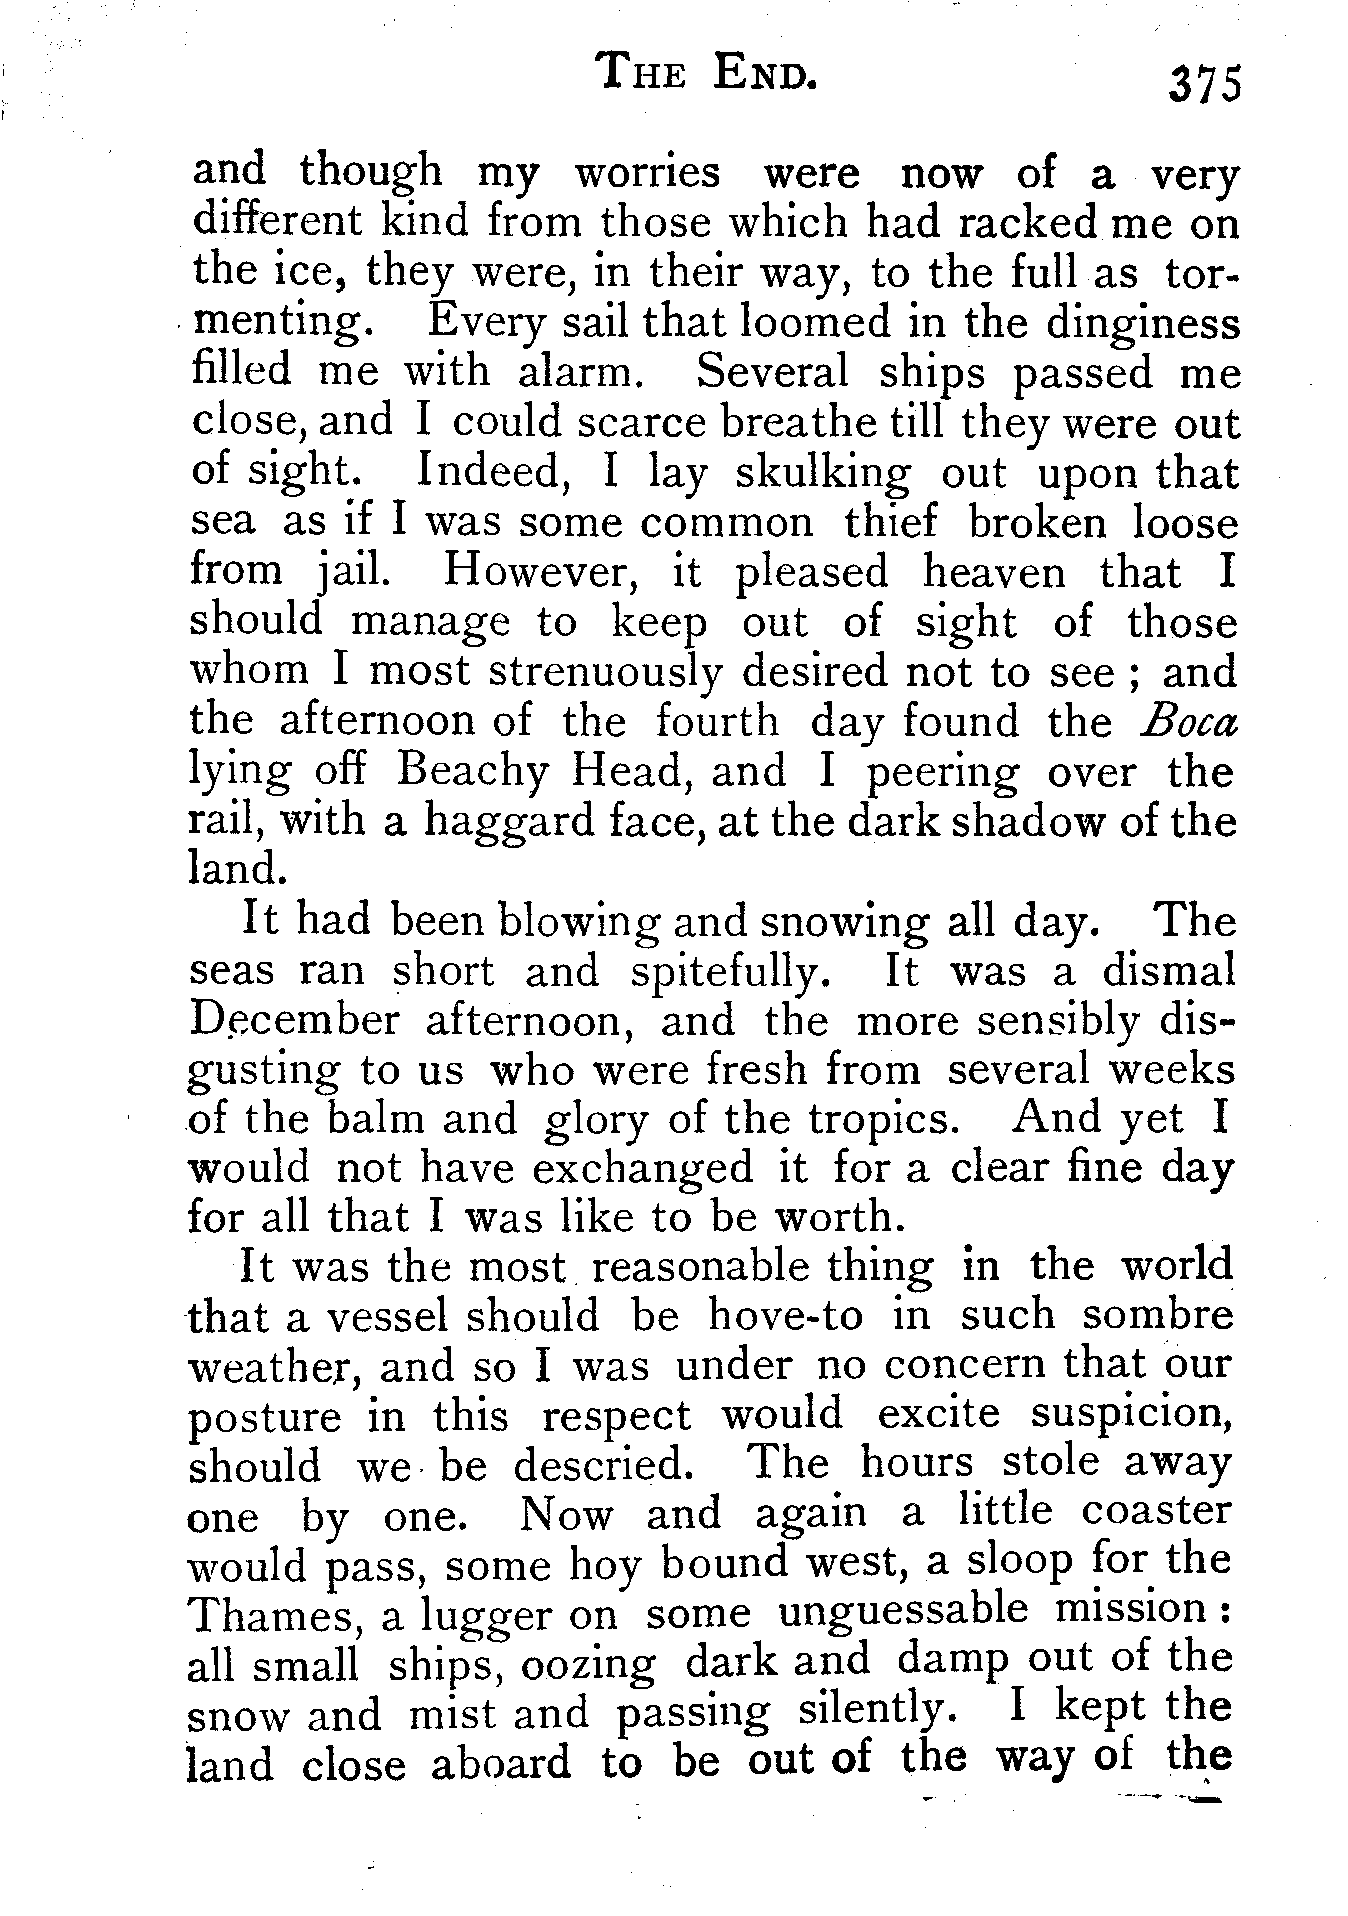 THE END.
375
and though my worries were now of a very
different kind from those which had racked me on
the ice, they were, in their way, to the full as tor-
menting. Every sail that loomed in the dinginess
filled me with alarm. Several ships passed me
close, and I could scarce breathe till they were out
of sight. Indeed, I lay skulking out upon that
sea as if I was some common thief broken loose
from jail. However, it pleased heaven that I
should manage to keep out of sight of those
whom I most strenuously desired not to see ; and
the afternoon of the fourth day found the Boca
lying off Beachy Head, and I peering over the
rail, with a haggard face, at the dark shadow of the
land.
It had been blowing and snowing all day. The
seas ran short and spitefully. It was a dismal
December afternoon, and the more sensibly dis-
gusting to us who were fresh from several weeks
of the balm and glory of the tropics. And yet I
would not have exchanged it for a clear fine day
for all that I was like to be worth.
It was the most reasonable thing in the world
that a vessel should be hove-to in such sombre
weather, and so I was under no concern that our
posture in this respect would excite suspicion,
should we be descried. The hours stole away
one by one. Now and again a little coaster
would pass, some hoy bound west, a sloop for the
Thames, a lugger on some unguessable mission :
all small ships, oozing dark and damp out of the
snow and mist and passing silently. I kept the
land close aboard to be out of the way of the